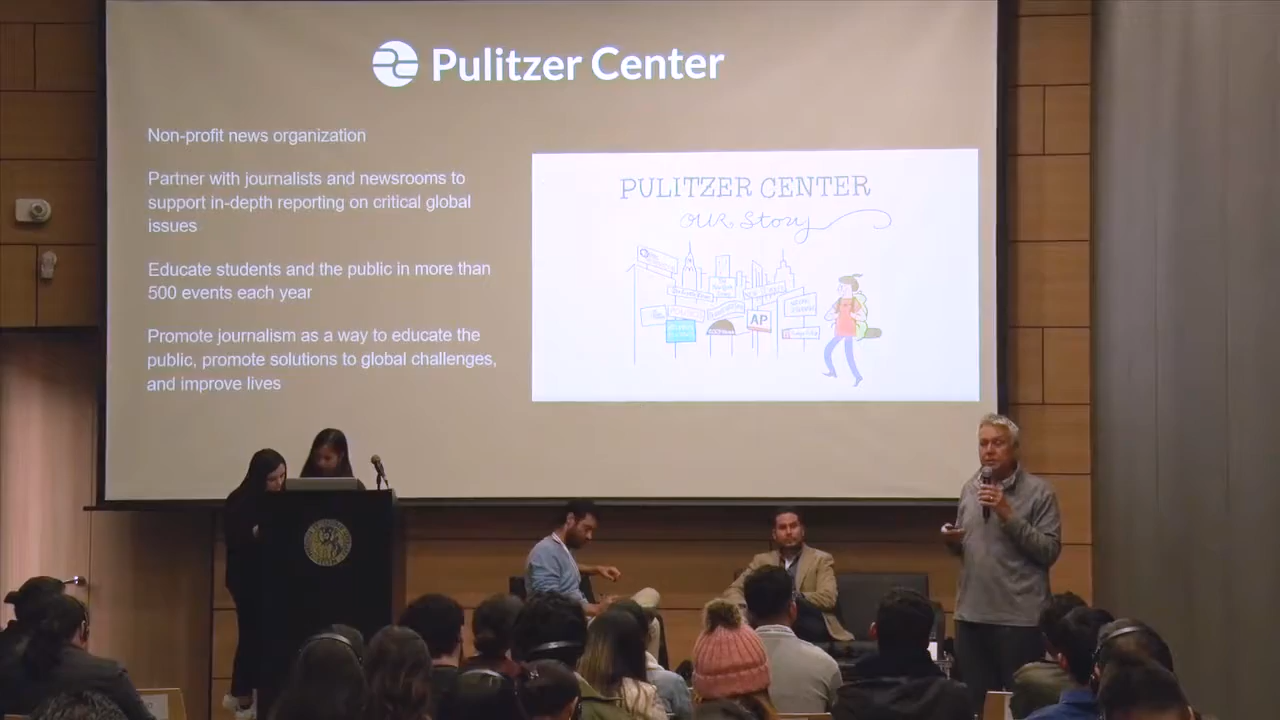 Pulitzer Center
Non-profit news organization
Partner with journalists and newsrooms to
support in-depth reporting on critical global
issues
Educate students and the public in more than
500 events each year
Promote journalism as a way to educate the
public, promote solutions to global challenges,
and improve lives
PULITZER CENTER
OUR Story
AP